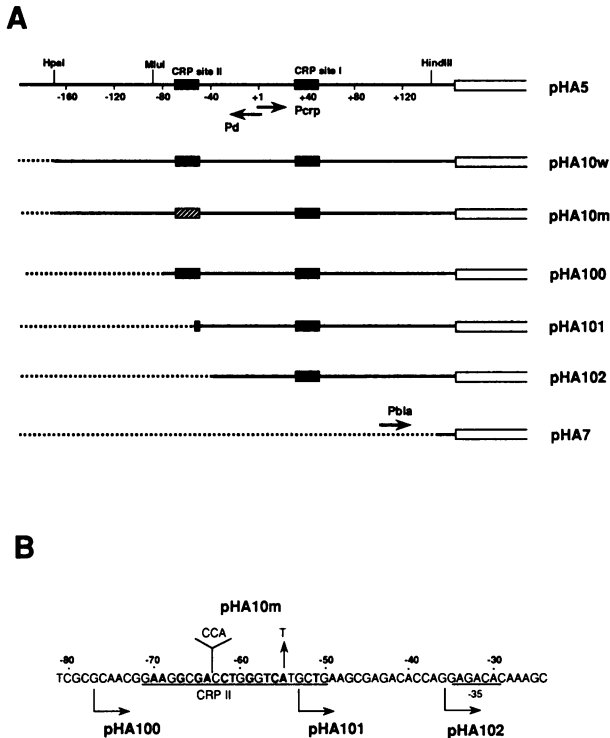 A
HpaI MluI CRP site II CRP site I HindIII
pHA5
-160 -120 -80 -40 +1 +40 +80 +120
Pcrp
Pd
pHA10w
pHA10m
pHA100
pHA101
pHA102
Pbla
pHA7
B
pHA10m
CCA T
-80 -70 -60 -50 -40 -30
TCGCGCAACGGAAGGCGACCTGGGTCATGCTGAAGCGAGACACCAGGAGACACAAAGC
CRP II -35
pHA100 pHA101 pHA102